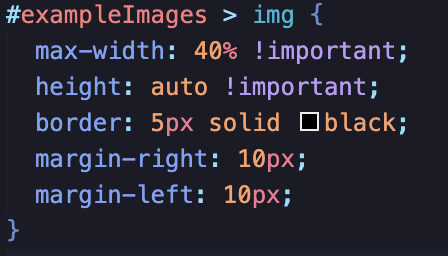 #exampleImages > img {
max-width: 40% !important;
height: auto !important;
border: 5px solid black;
margin-right: 10px;
margin-left: 10px;
}